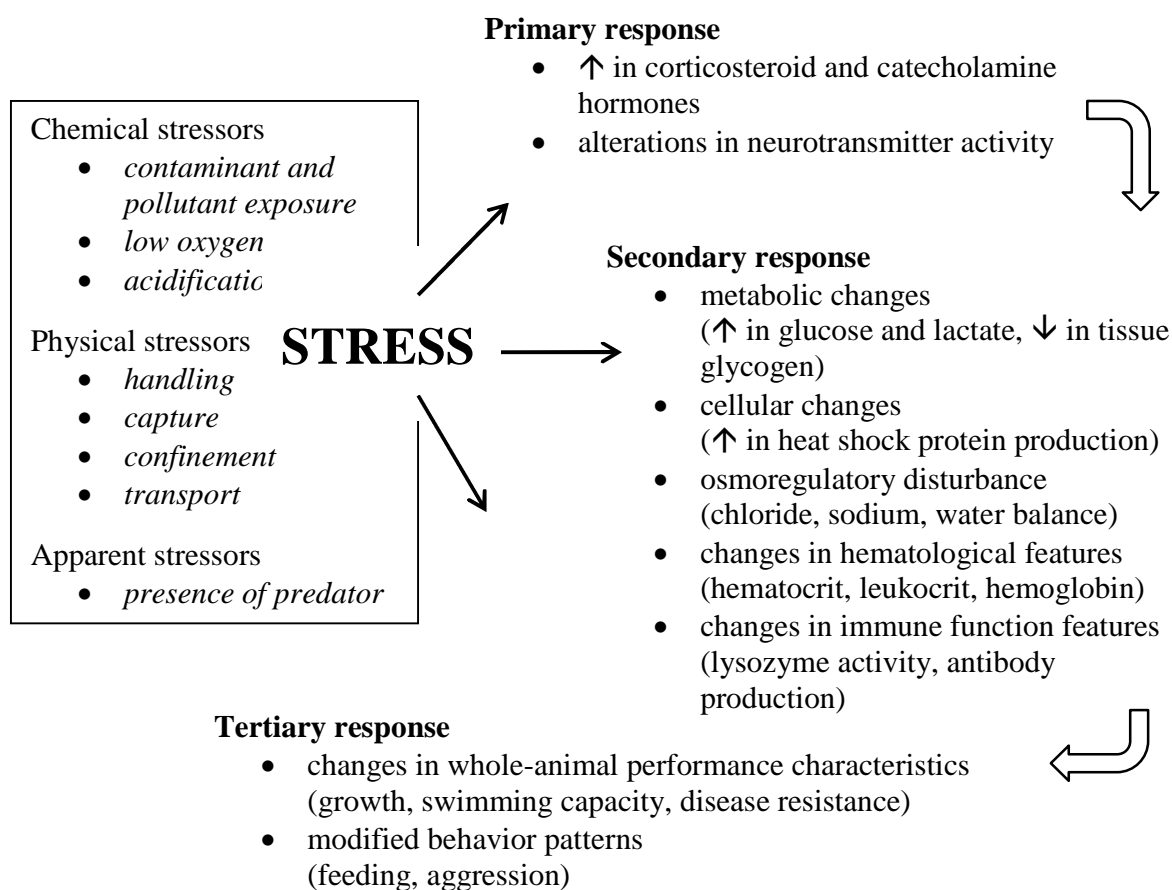 Primary response
• ↑ in corticosteroid and catecholamine
hormones
• alterations in neurotransmitter activity
Chemical stressors
• contaminant and
pollutant exposure
• low oxygen
• acidificatio
Physical stressors
• handling
• capture
• confinement
• transport
Apparent stressors
• presence of predator
STRESS
Secondary response
• metabolic changes
(↑ in glucose and lactate, ↓ in tissue
glycogen)
• cellular changes
(↑ in heat shock protein production)
• osmoregulatory disturbance
(chloride, sodium, water balance)
• changes in hematological features
(hematocrit, leukocrit, hemoglobin)
• changes in immune function features
(lysozyme activity, antibody
production)
Tertiary response
• changes in whole-animal performance characteristics
(growth, swimming capacity, disease resistance)
• modified behavior patterns
(feeding, aggression)